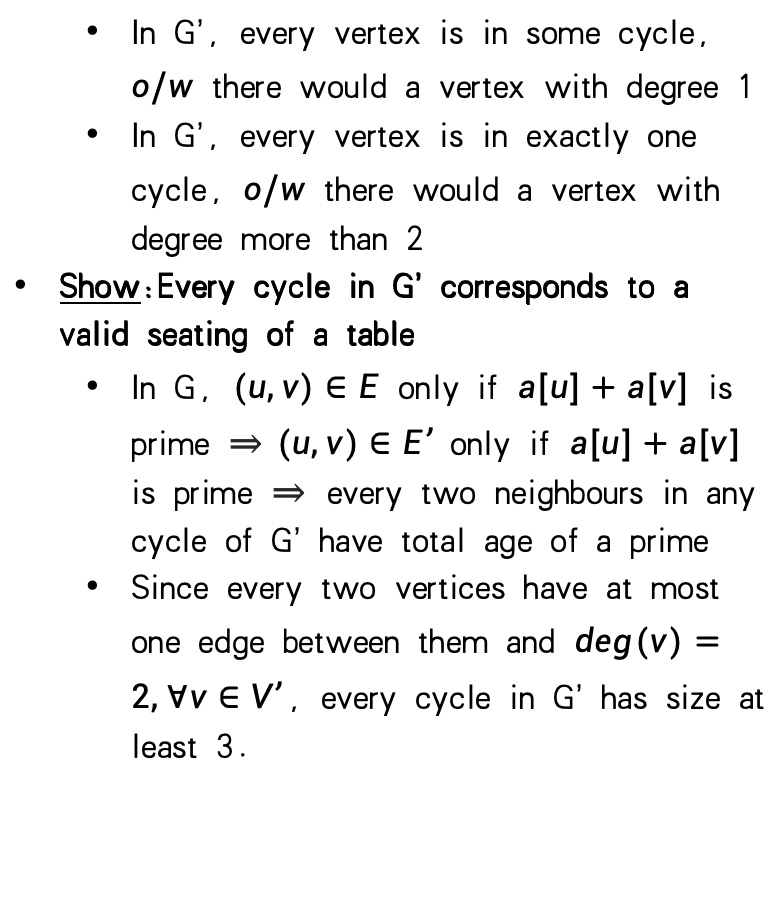 • In G', every vertex is in some cycle,
o/w there would a vertex with degree 1
• In G', every vertex is in exactly one
cycle, o/w there would a vertex with
degree more than 2
• Show:Every cycle in G' corresponds to a
valid seating of a table
• In G, (u, v) ∈ E only if a[u] + a[v] is
prime ⇒ (u, v) ∈ E′ only if a[u] + a[v]
is prime ⇒ every two neighbours in any
cycle of G' have total age of a prime
• Since every two vertices have at most
one edge between them and deg(v) =
2, ∀v ∈ V′, every cycle in G' has size at
least 3.